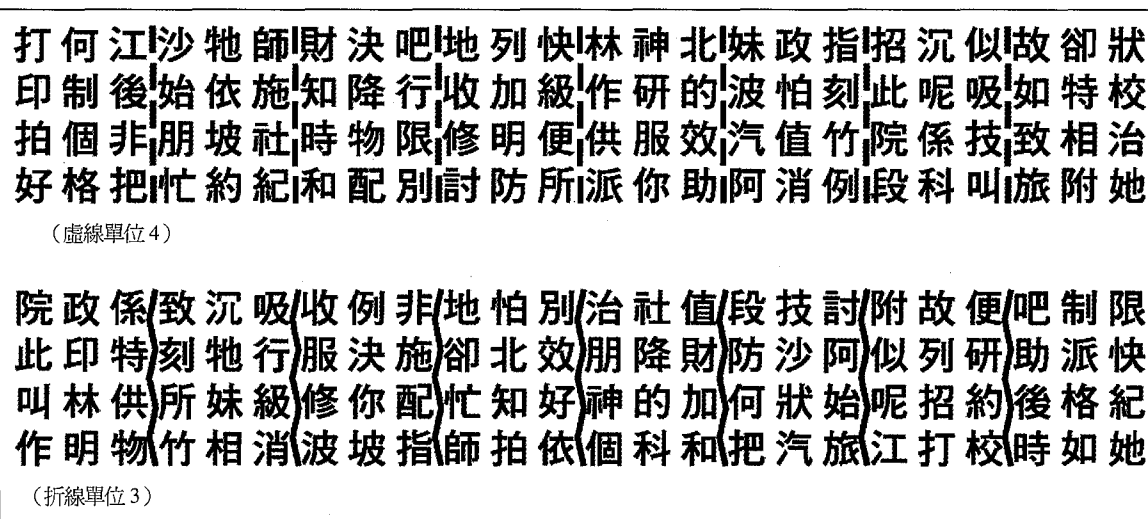 打何江沙牠師財決吧地列快林神北妹政指招沉似故卻狀
印制後始依施知降行收加級作研的波怕刻此呢吸如特校
拍個非朋坡社時物限修明便供服效汽值竹院係技致相治
好格把忙約紀和配別討防所派你助阿消例段科叫旅附她
（虛線單位4）
院政係致沉吸收例非地怕別治社值段技討附故便吧制限
此印特刻牠行服決施卻北效朋降財防沙阿似列研助派快
叫林供所妹級修你配忙知好神的加何狀始呢招約後格紀
作明物竹相消波坡指師拍依個科和把汽旅江打校時如她
（折線單位3）